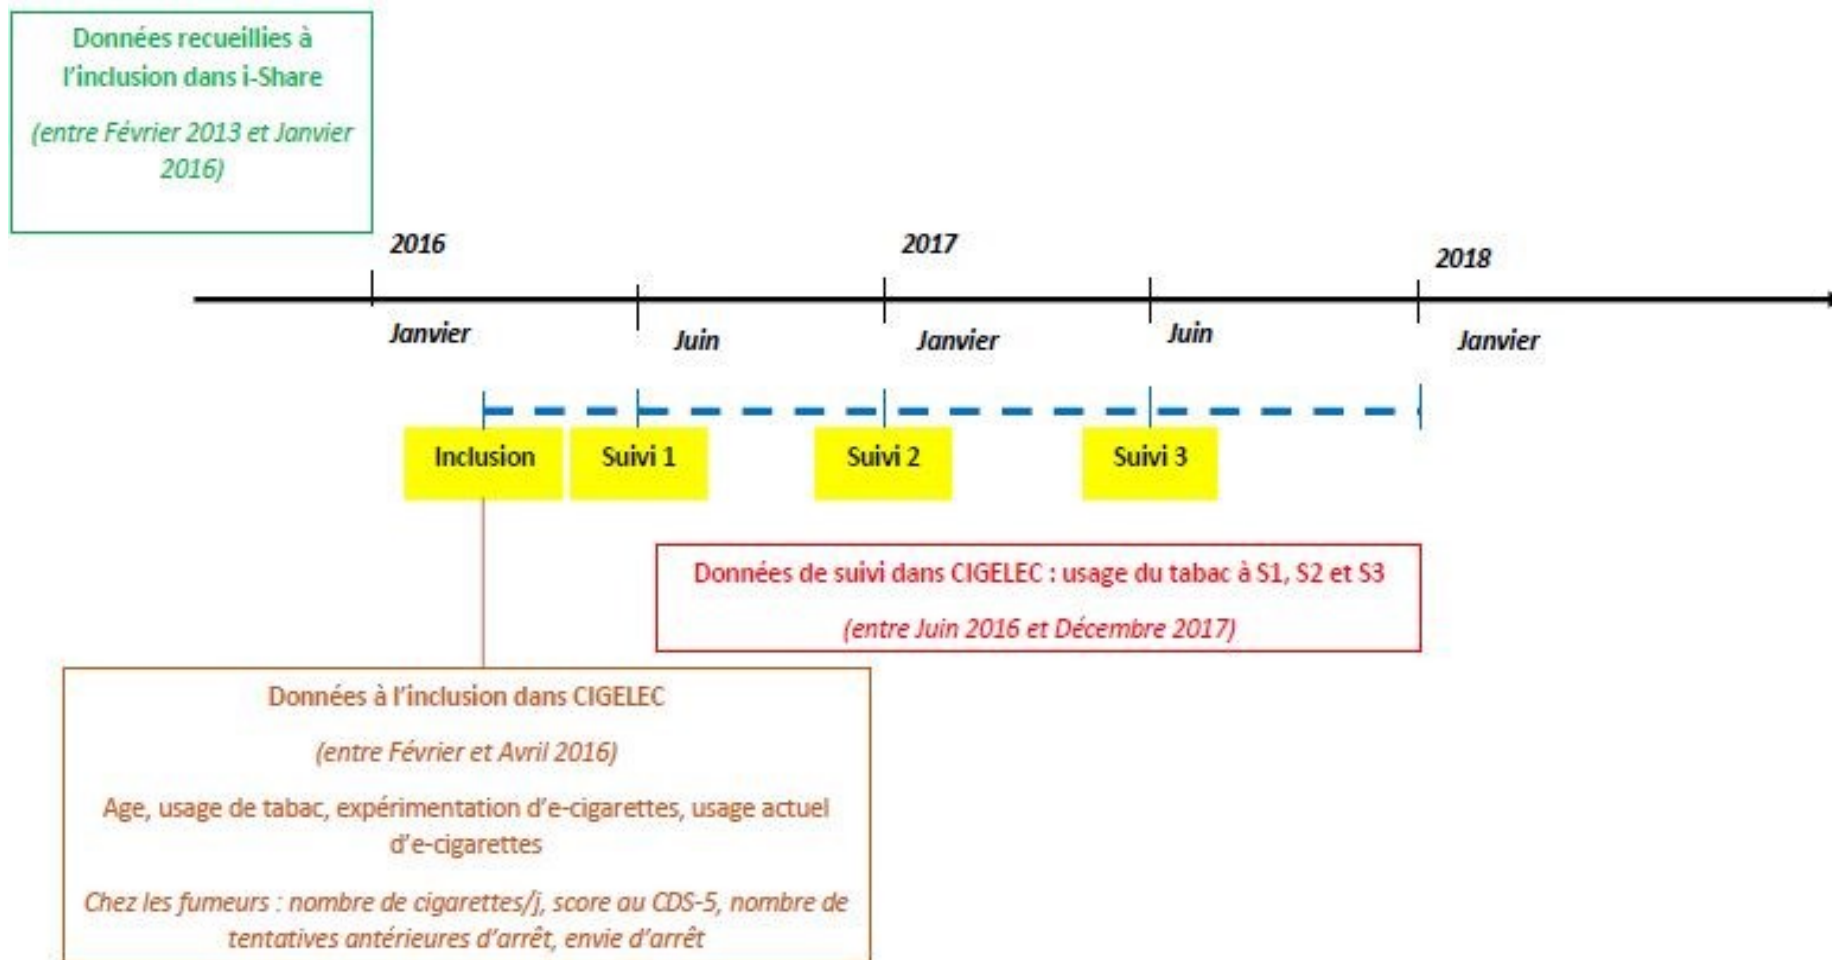 Données recueillies à
l'inclusion dans i-Share
(entre Février 2013 et Janvier
2016)
2016
2017
2018
Janvier
Juin
Janvier
Juin
Janvier
Inclusion
Suivi 1
Suivi 2
Suivi 3
Données de suivi dans CIGELEC : usage du tabac à S1, S2 et S3
(entre Juin 2016 et Décembre 2017)
Données à l'inclusion dans CIGELEC
(entre Février et Avril 2016)
Age, usage de tabac, expérimentation d'e-cigarettes, usage actuel
d'e-cigarettes
Chez les fumeurs : nombre de cigarettes/j, score au CDS-5, nombre de
tentatives antérieures d'arrêt, envie d'arrêt